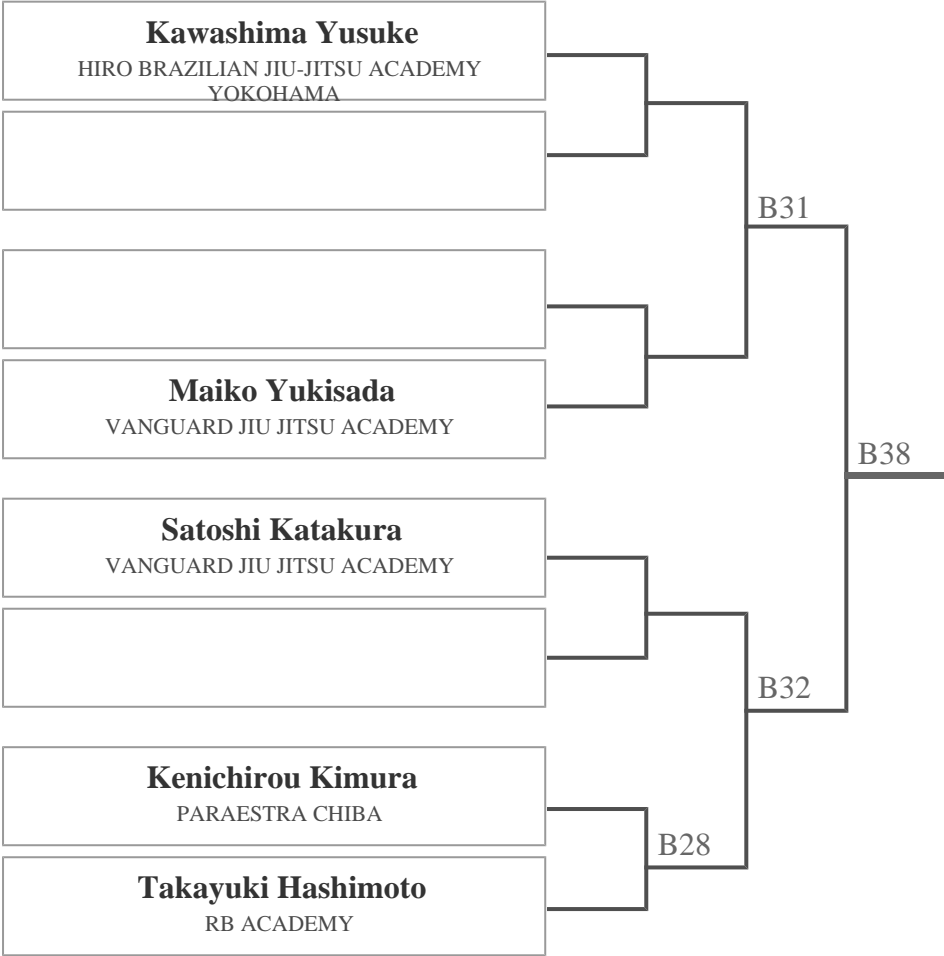 Kawashima Yusuke
HIRO BRAZILIAN JIU-JITSU ACADEMY
YOKOHAMA
B31
Maiko Yukisada
VANGUARD JIU JITSU ACADEMY
B38
Satoshi Katakura
VANGUARD JIU JITSU ACADEMY
B32
Kenichirou Kimura
PARAESTRA CHIBA
B28
Takayuki Hashimoto
RB ACADEMY